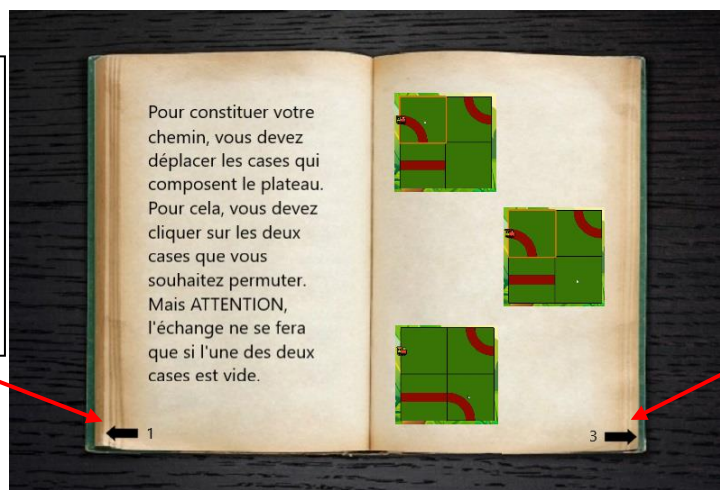 Pour constituer votre
chemin, vous devez
déplacer les cases qui
composent le plateau.
Pour cela, vous devez
cliquer sur les deux
cases que vous
souhaitez permuter.
Mais ATTENTION,
l'échange ne se fera
que si l'une des deux
cases est vide.
1
3